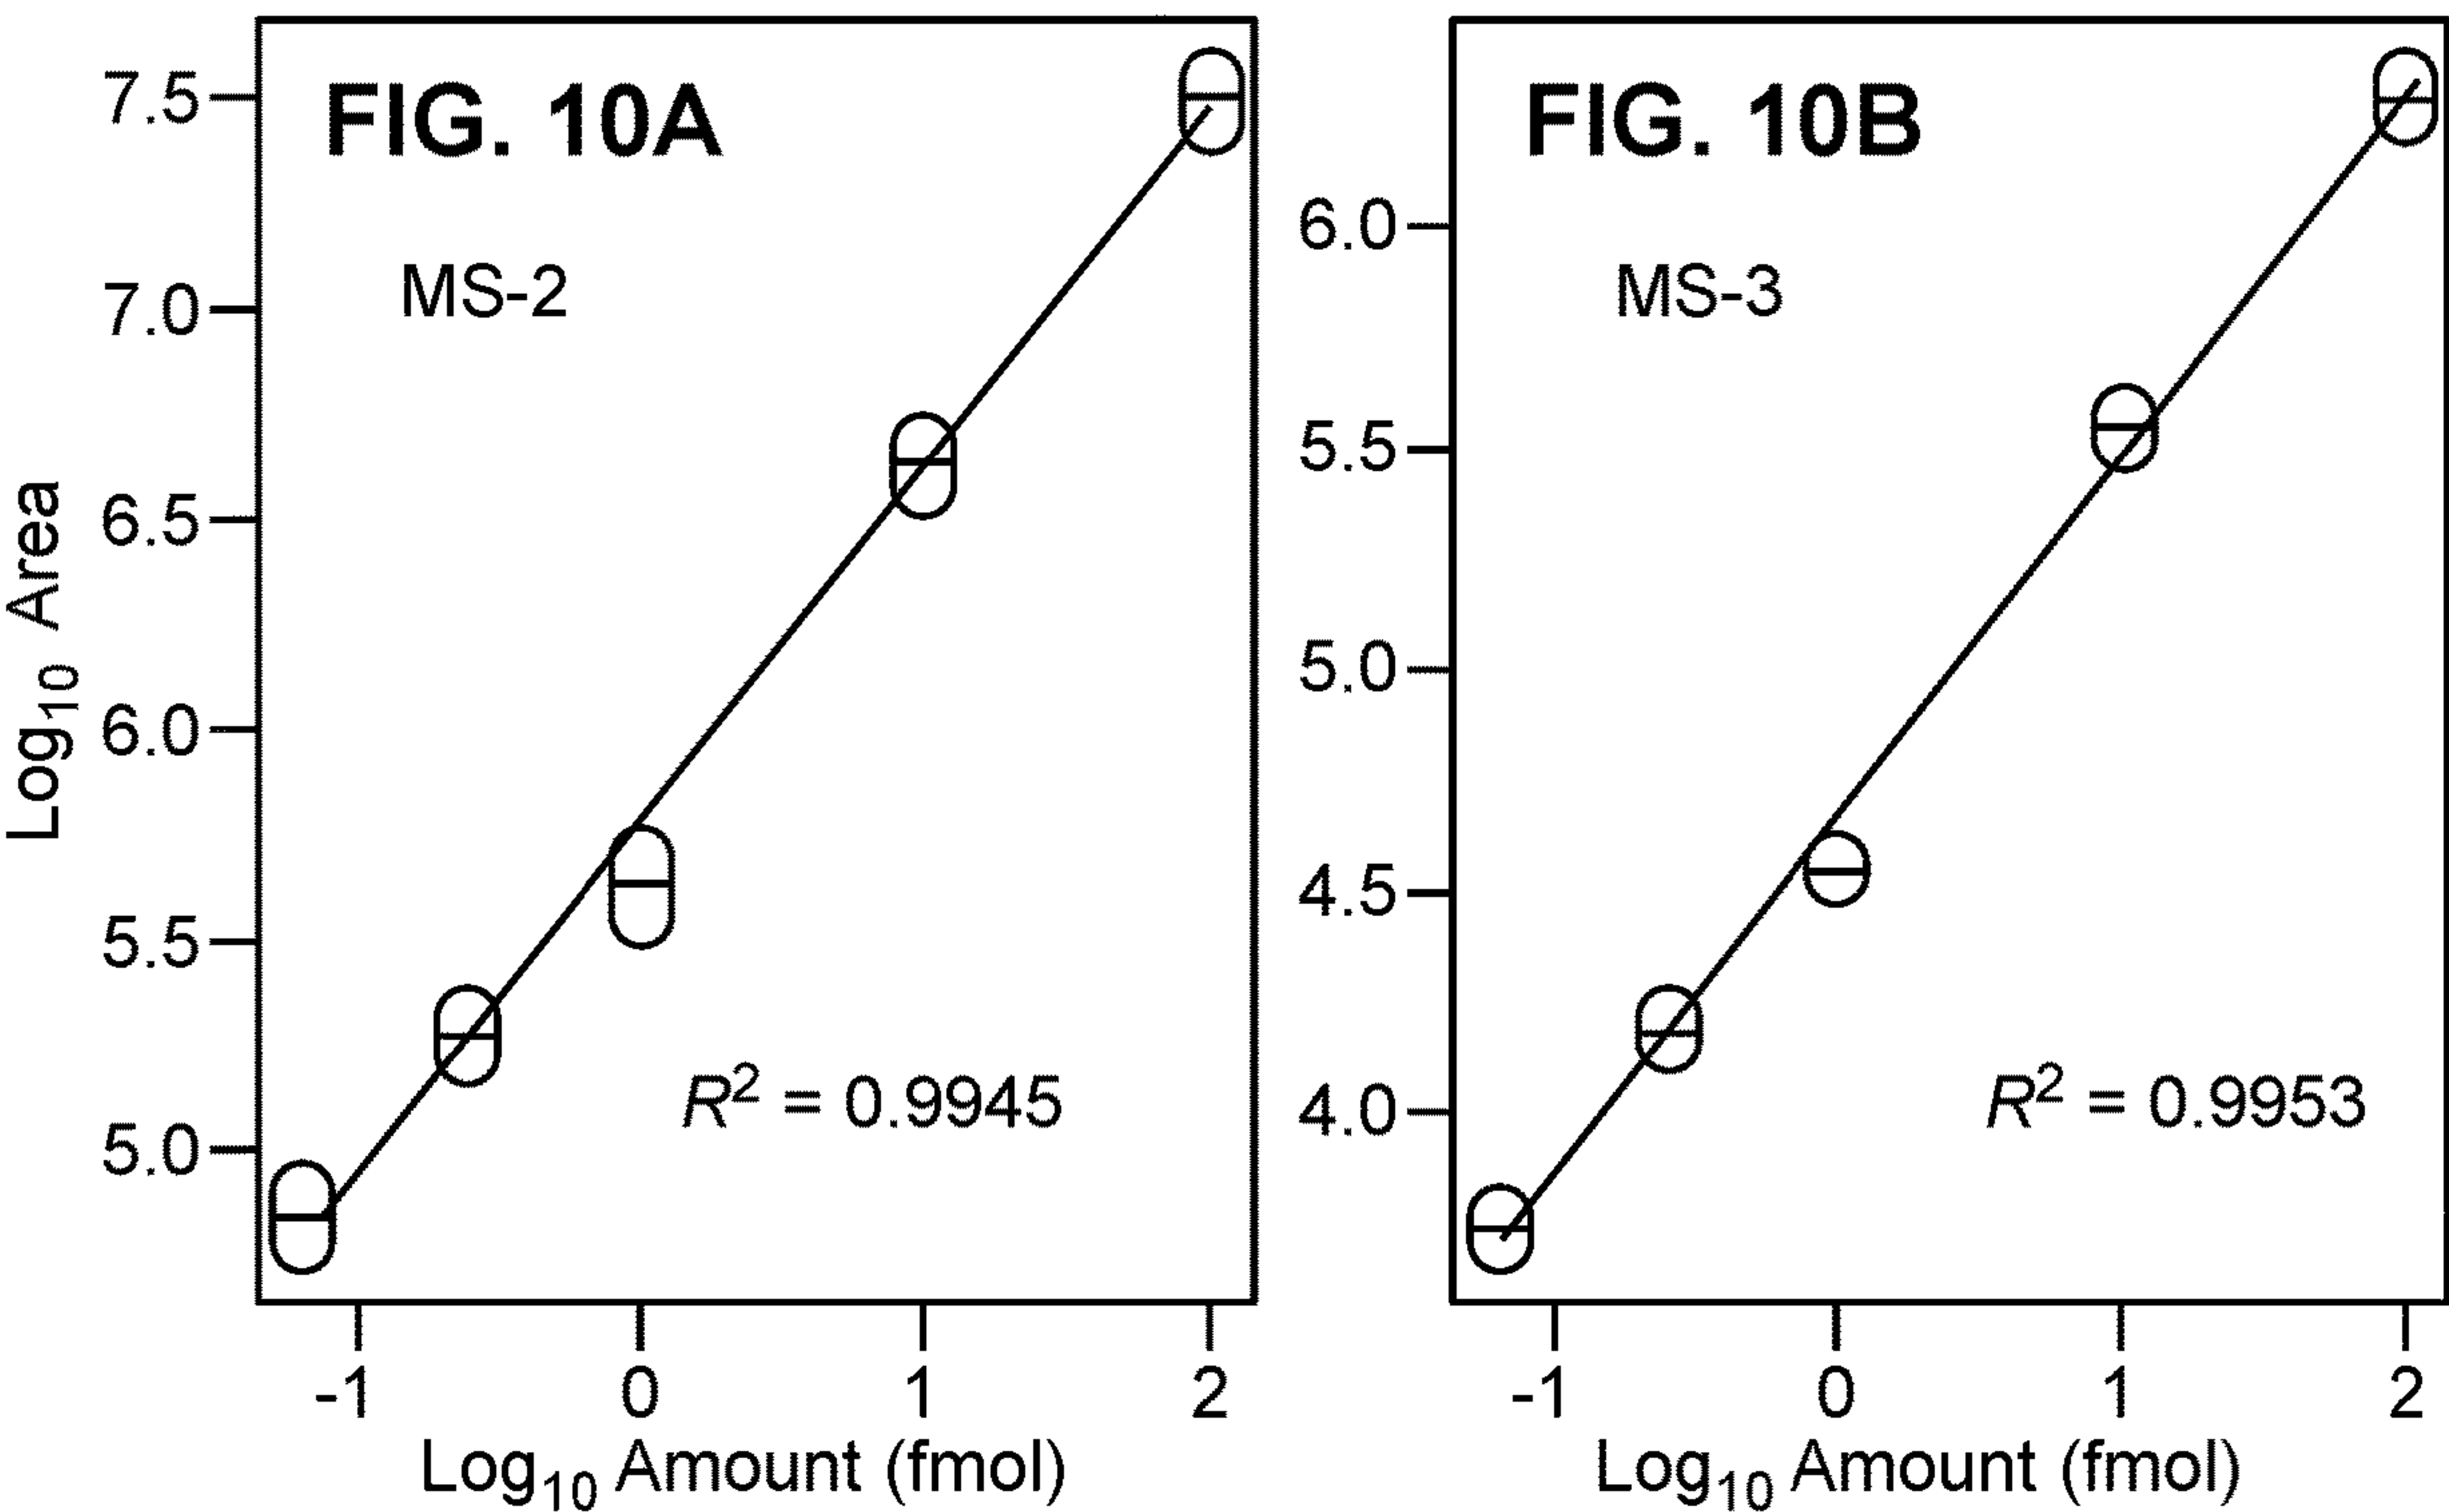 FIG. 10A
MS-2
Log10 Area
7.5
7.0
6.5
6.0
5.5
5.0
R2 = 0.9945
-1 0 1 2
Log10 Amount (fmol)
FIG. 10B
MS-3
6.0
5.5
5.0
4.5
4.0
R2 = 0.9953
-1 0 1 2
Log10 Amount (fmol)